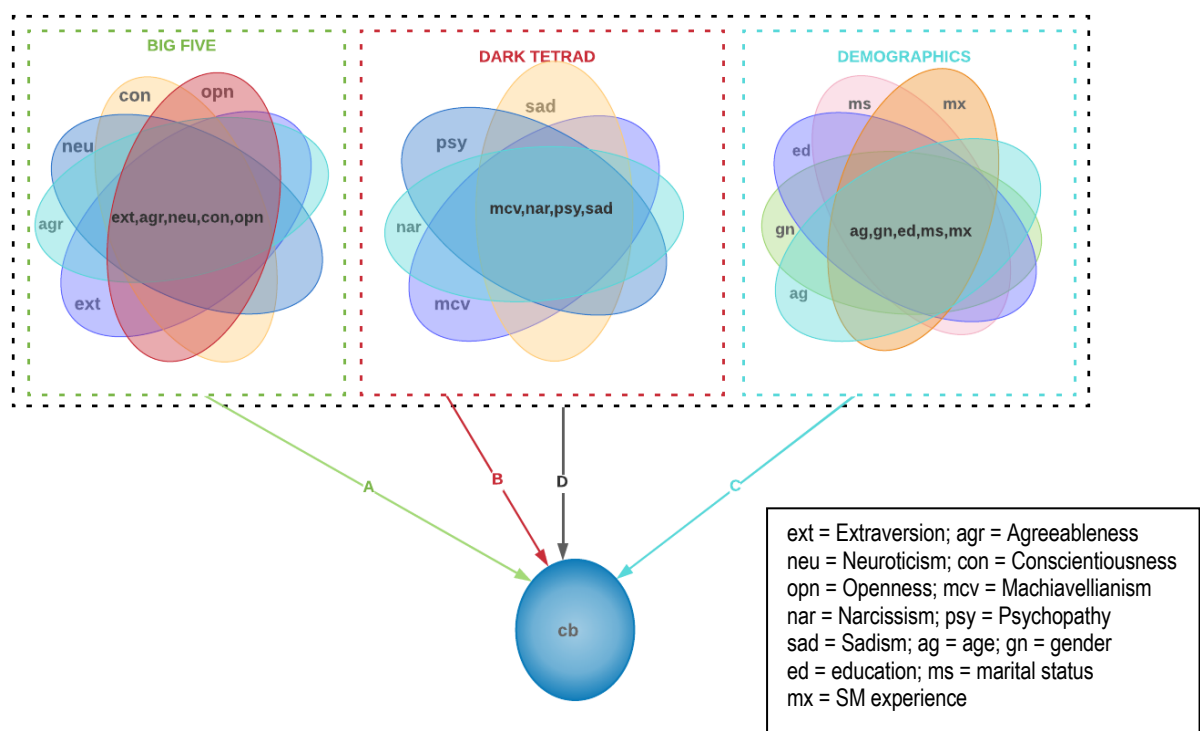 BIG FIVE
con
opn
neu
agr
ext
ext,agr,neu,con,opn
DARK TETRAD
sad
psy
nar
mcv
mcv,nar,psy,sad
DEMOGRAPHICS
ms
mx
ed
gn
ag
ag,gn,ed,ms,mx
A
B
D
C
cb
ext = Extraversion; agr = Agreeableness
neu = Neuroticism; con = Conscientiousness
opn = Openness; mcv = Machiavellianism
nar = Narcissism; psy = Psychopathy
sad = Sadism; ag = age; gn = gender
ed = education; ms = marital status
mx = SM experience